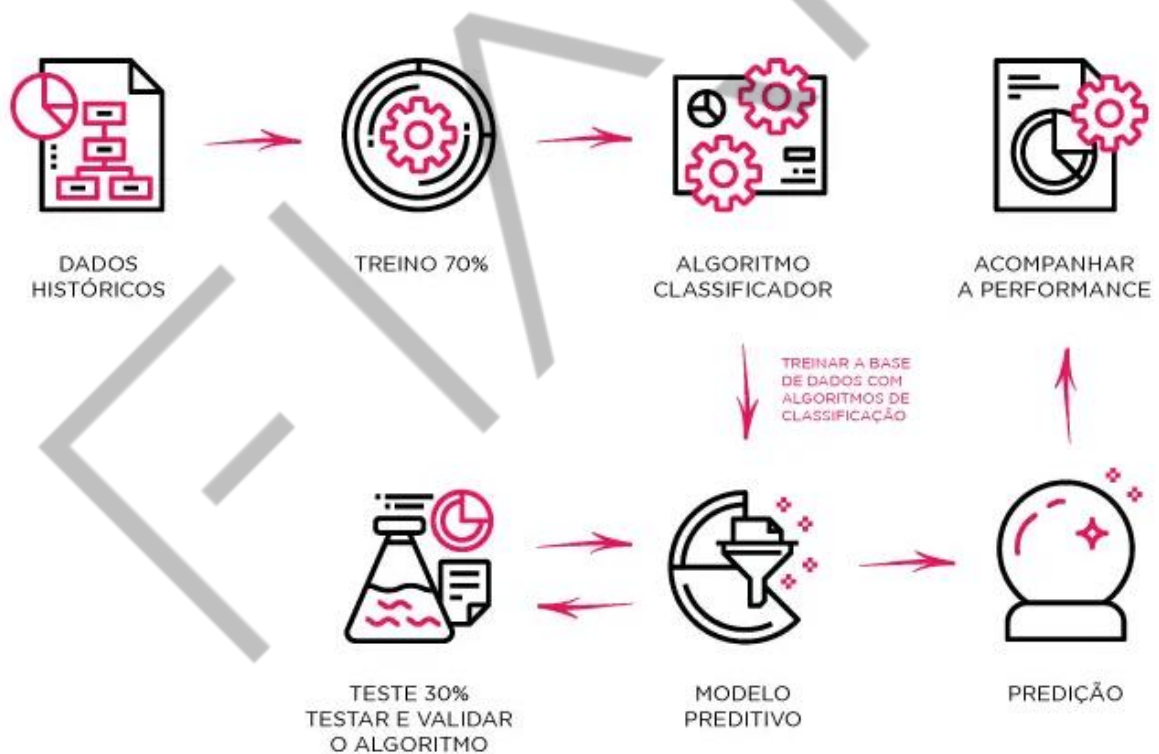 DADOS
HISTÓRICOS
TREINO 70%
ALGORITMO
CLASSIFICADOR
ACOMPANHAR
A PERFORMANCE
TREINAR A BASE
DE DADOS COM
ALGORITMOS DE
CLASSIFICAÇÃO
TESTE 30%
TESTAR E VALIDAR
O ALGORITMO
MODELO
PREDITIVO
PREDIÇÃO